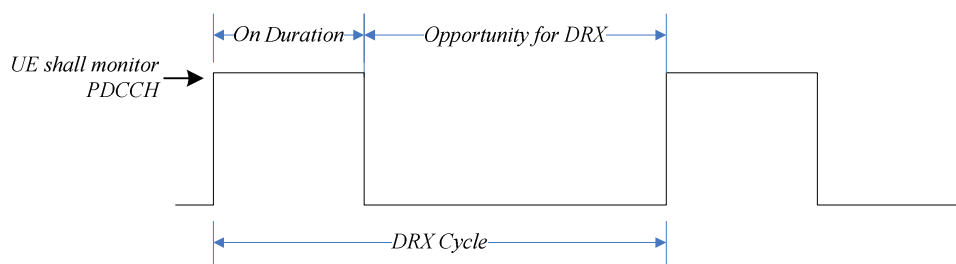 On Duration
Opportunity for DRX
UE shall monitor
PDCCH
DRX Cycle